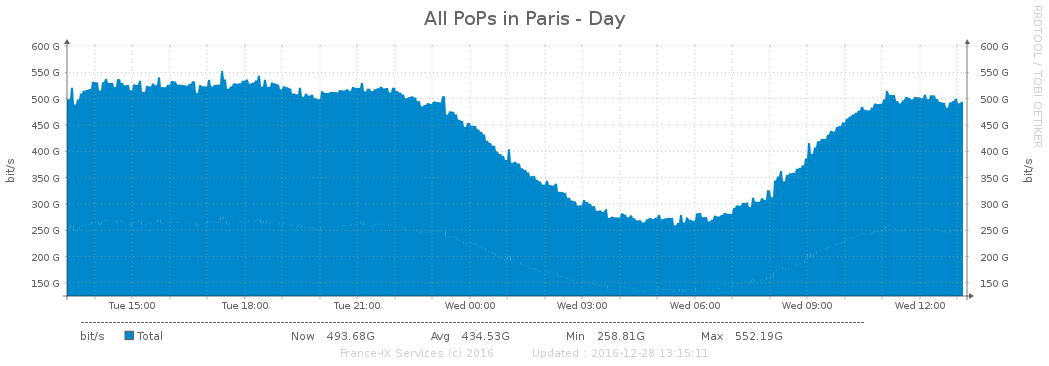 All PoPs in Paris - Day
RRDTOOL / TOBI OETIKER
600 G 600 G
550 G 550 G
500 G 500 G
450 G 450 G
400 G 400 G
350 G 350 G
300 G 300 G
250 G 250 G
200 G 200 G
150 G 150 G
bit/s bit/s
Tue 15:00 Tue 18:00 Tue 21:00 Wed 00:00 Wed 03:00 Wed 06:00 Wed 09:00 Wed 12:00
bit/s Total Now 493.68G Avg 434.53G Min 258.81G Max 552.19G
France-IX Services (c) 2016 Updated : 2016-12-28 13:15:11